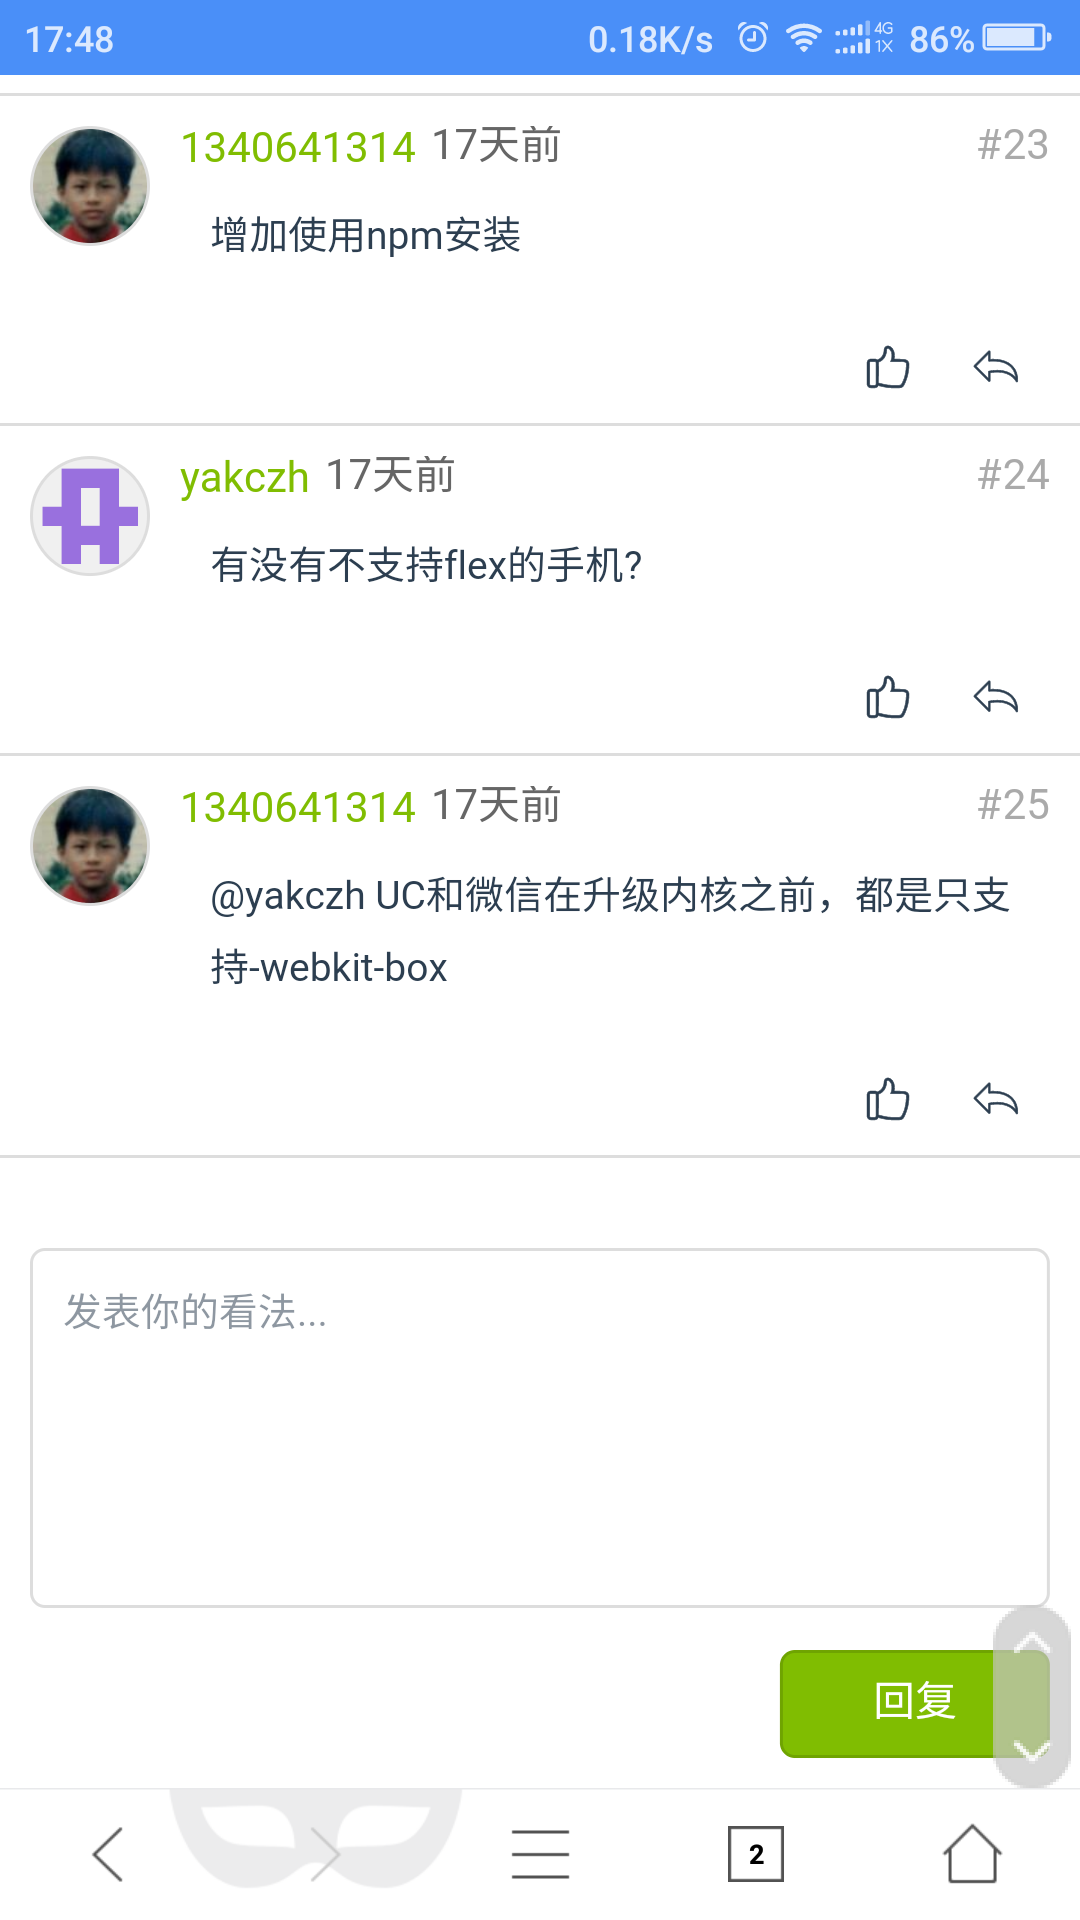 17:48 0.18K/s 4G 1X 86%
1340641314 17天前 #23
增加使用npm安装
yakczh 17天前 #24
有没有不支持flex的手机?
1340641314 17天前 #25
@yakczh UC和微信在升级内核之前，都是只支
持-webkit-box
发表你的看法...
回复
2